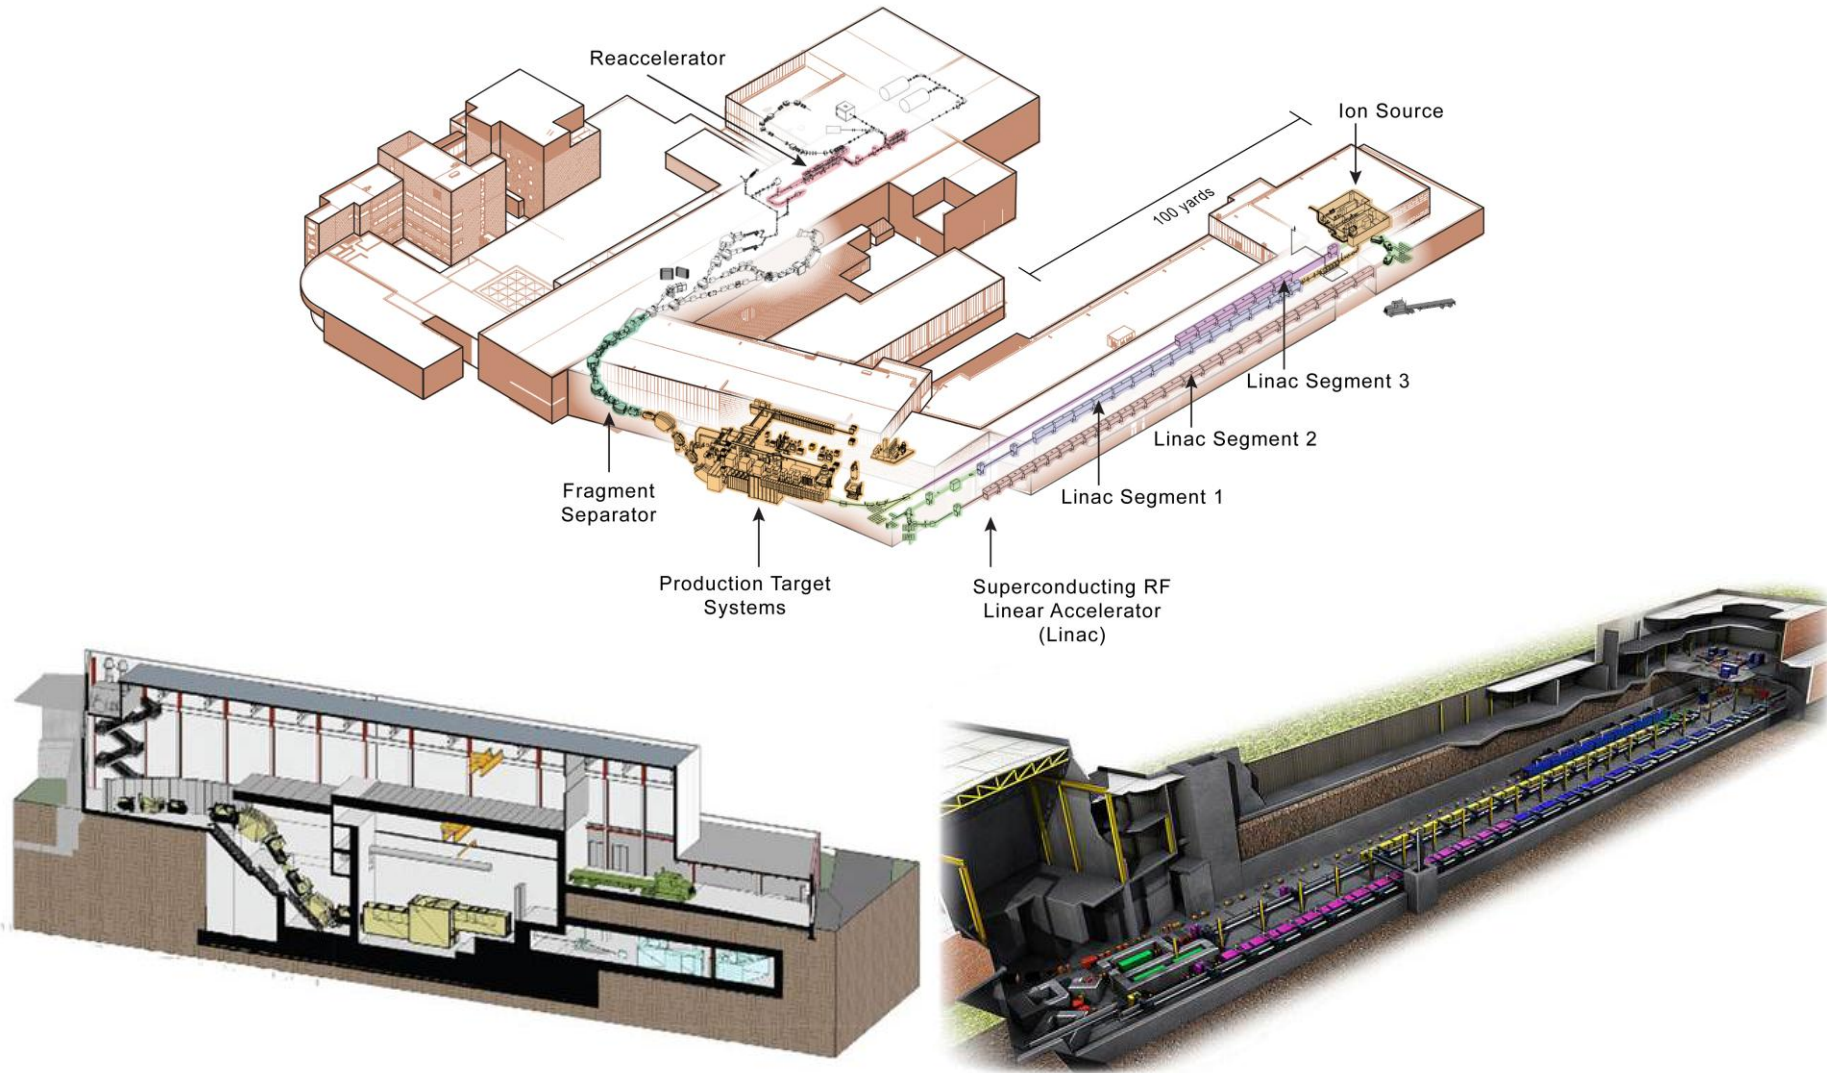 Reaccelerator
Ion Source
100 yards
Linac Segment 3
Linac Segment 2
Linac Segment 1
Fragment
Separator
Production Target
Systems
Superconducting RF
Linear Accelerator
(Linac)